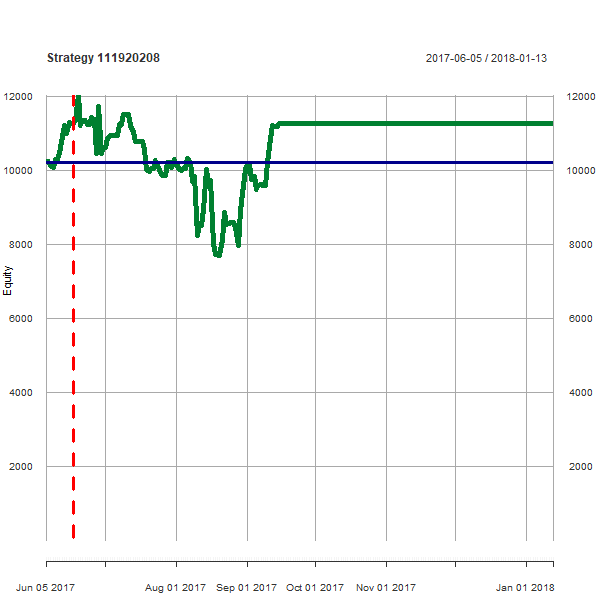 Strategy 111920208
2017-06-05 / 2018-01-13
12000
12000
10000
10000
8000
8000
Equity
6000
6000
4000
4000
2000
2000
Jun 05 2017
Aug 01 2017
Sep 01 2017
Oct 01 2017
Nov 01 2017
Jan 01 2018